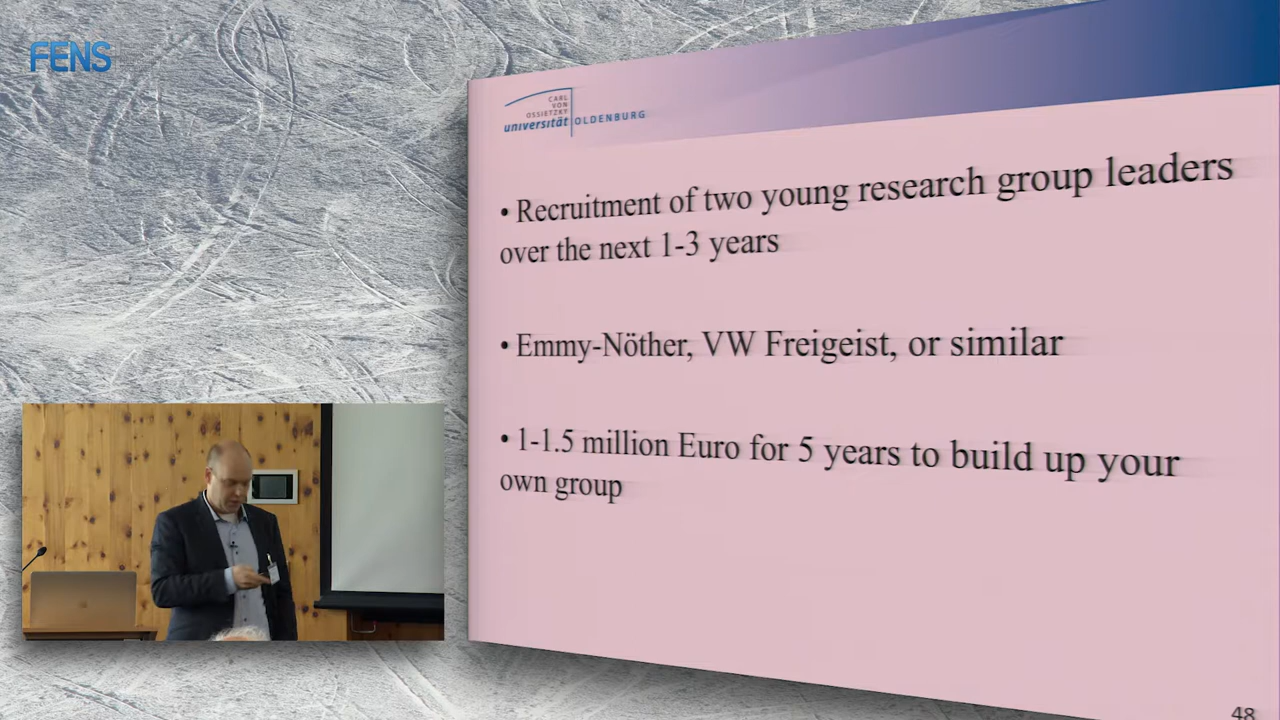 FENS
CARL
VON
OSSIETZKY
universität OLDENBURG
• Recruitment of two young research group leaders
over the next 1-3 years
• Emmy-Nöther, VW Freigeist, or similar
• 1-1.5 million Euro for 5 years to build up your
own group
48